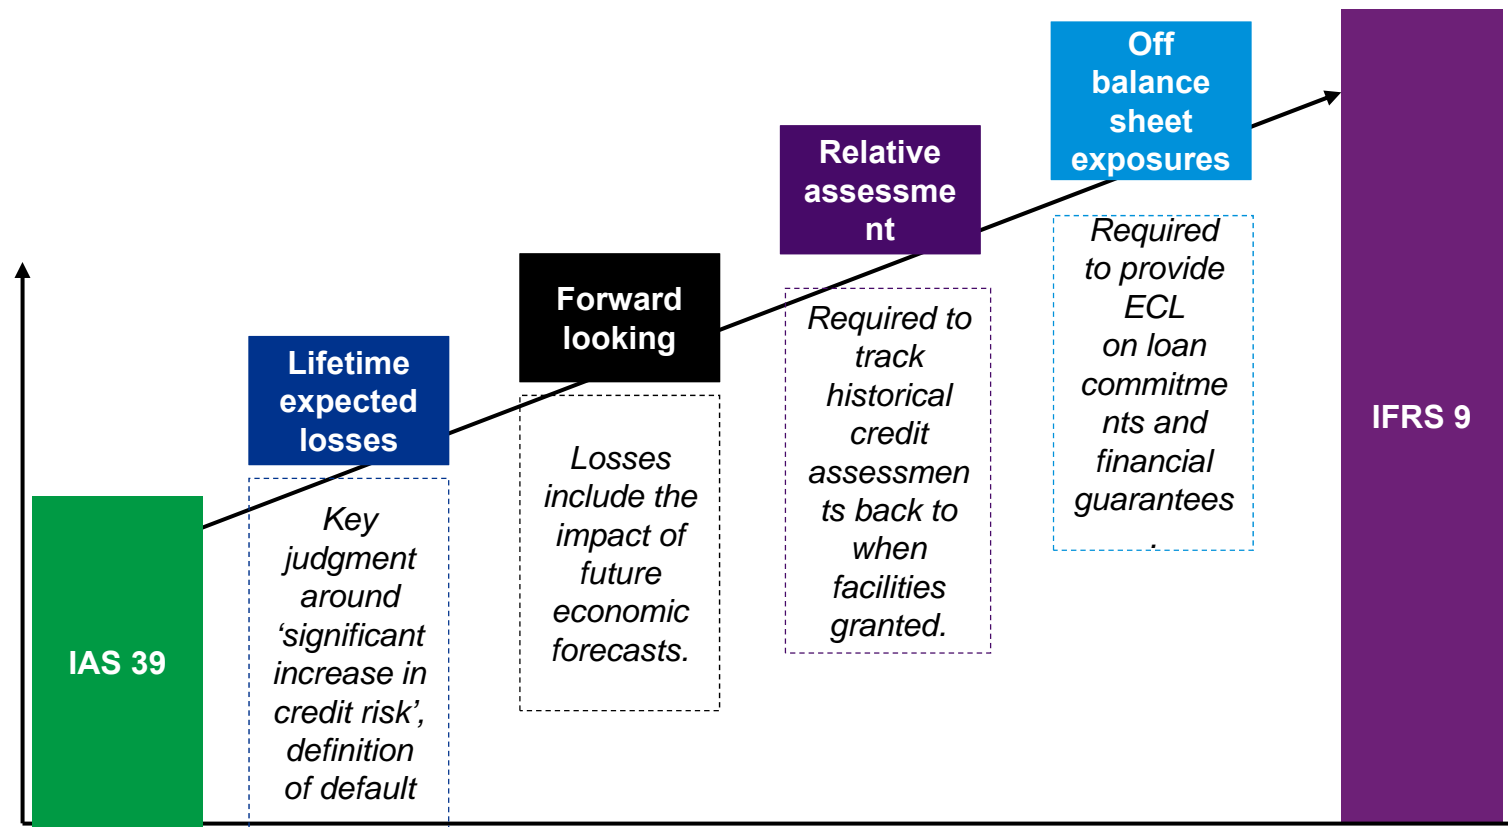 IAS 39
Lifetime
expected
losses
Key
judgment
around
‘significant
increase in
credit risk’,
definition
of default
Forward
looking
Losses
include the
impact of
future
economic
forecasts.
Relative
assessme
nt
Required to
track
historical
credit
assessmen
ts back to
when
facilities
granted.
Off
balance
sheet
exposures
Required
to provide
ECL
on loan
commitme
nts and
financial
guarantees
.
IFRS 9